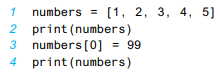 1 numbers = [1, 2, 3, 4, 5]
2 print(numbers)
3 numbers[0] = 99
4 print(numbers)